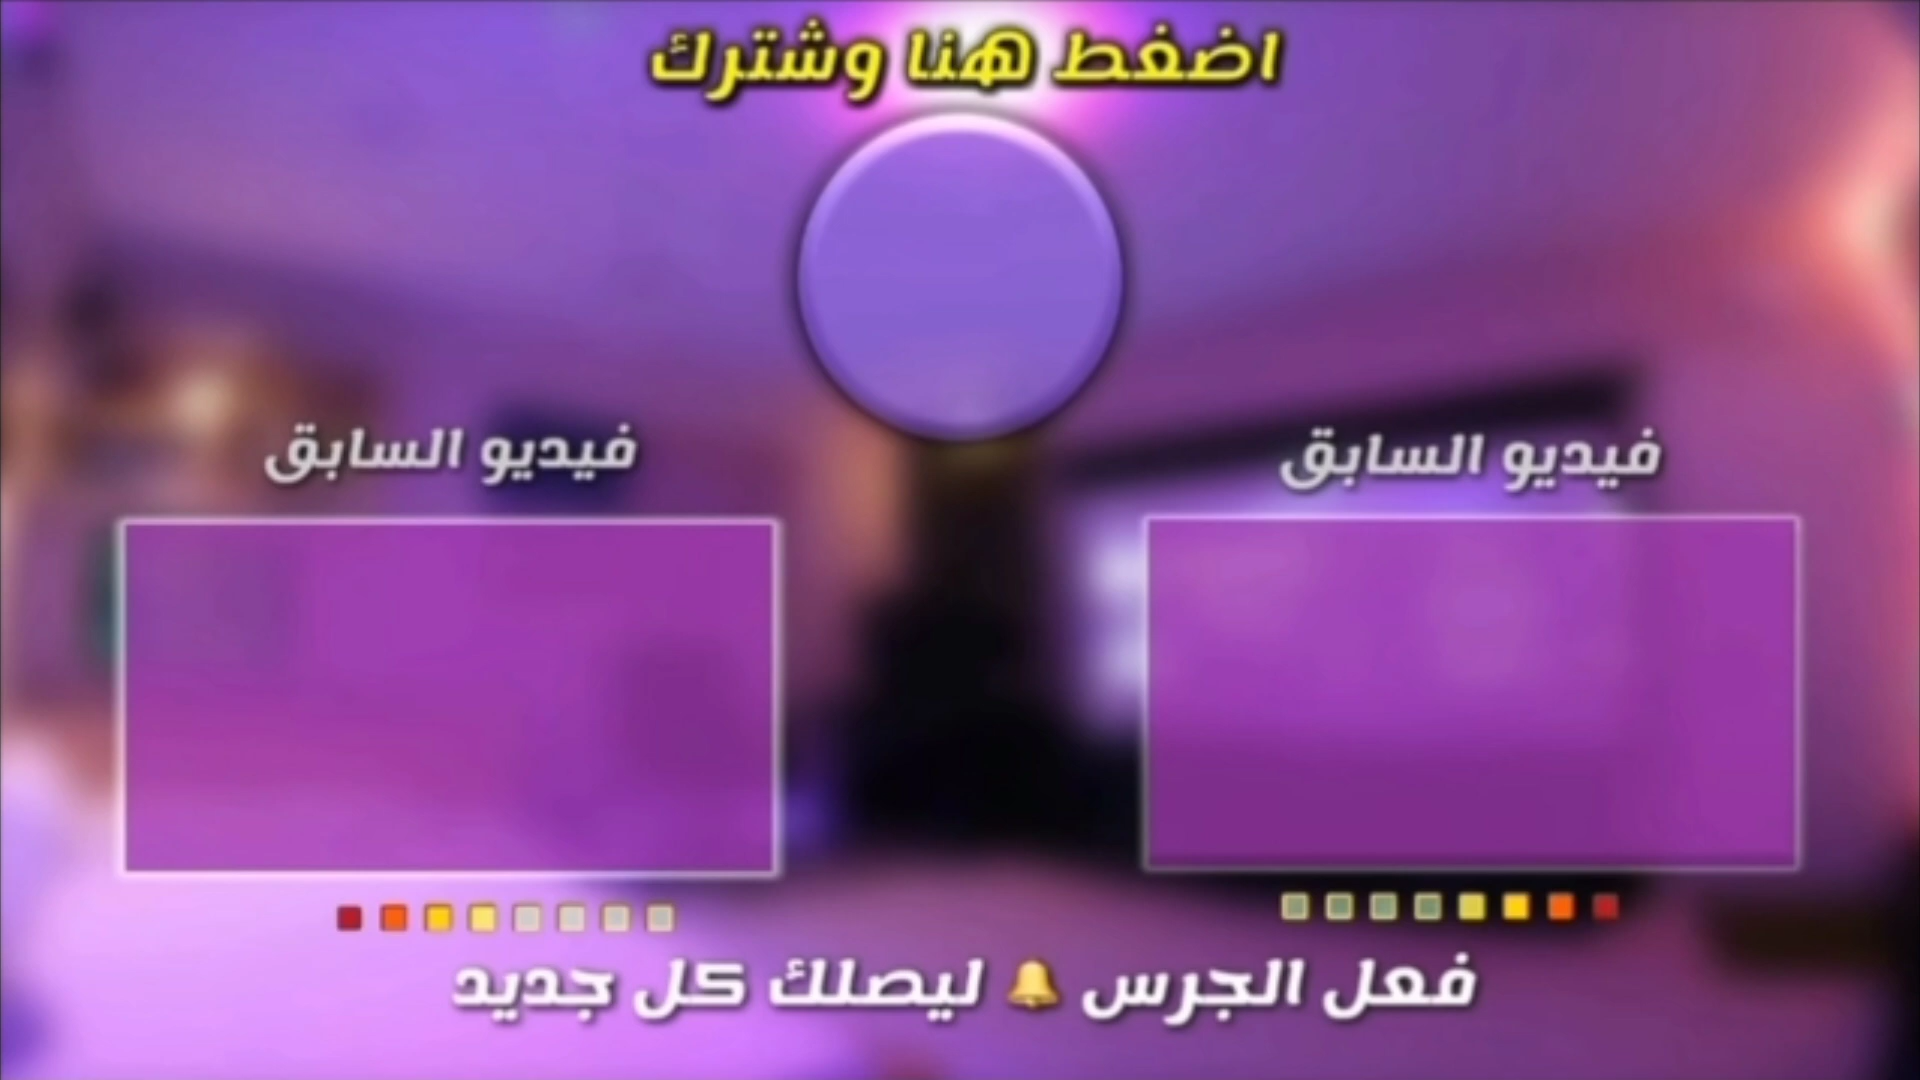 اضغط هنا وشترك
فيديو السابق
فيديو السابق
فعل الجرس 🔔 ليصلك كل جديد